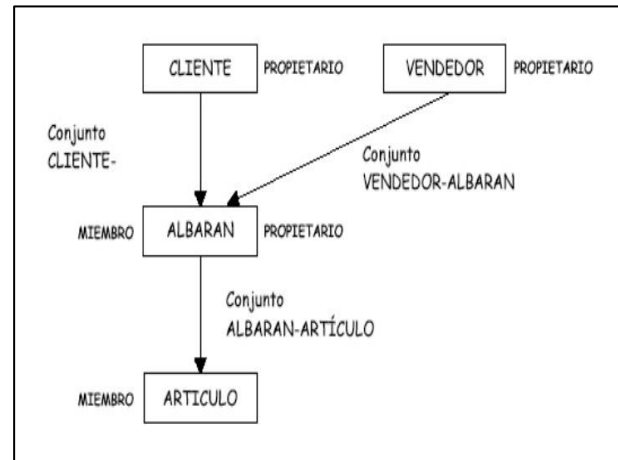 CLIENTE PROPIETARIO VENDEDOR PROPIETARIO
Conjunto
CLIENTE-
Conjunto
VENDEDOR-ALBARAN
MIEMBRO ALBARAN PROPIETARIO
Conjunto
ALBARAN-ARTÍCULO
MIEMBRO ARTICULO